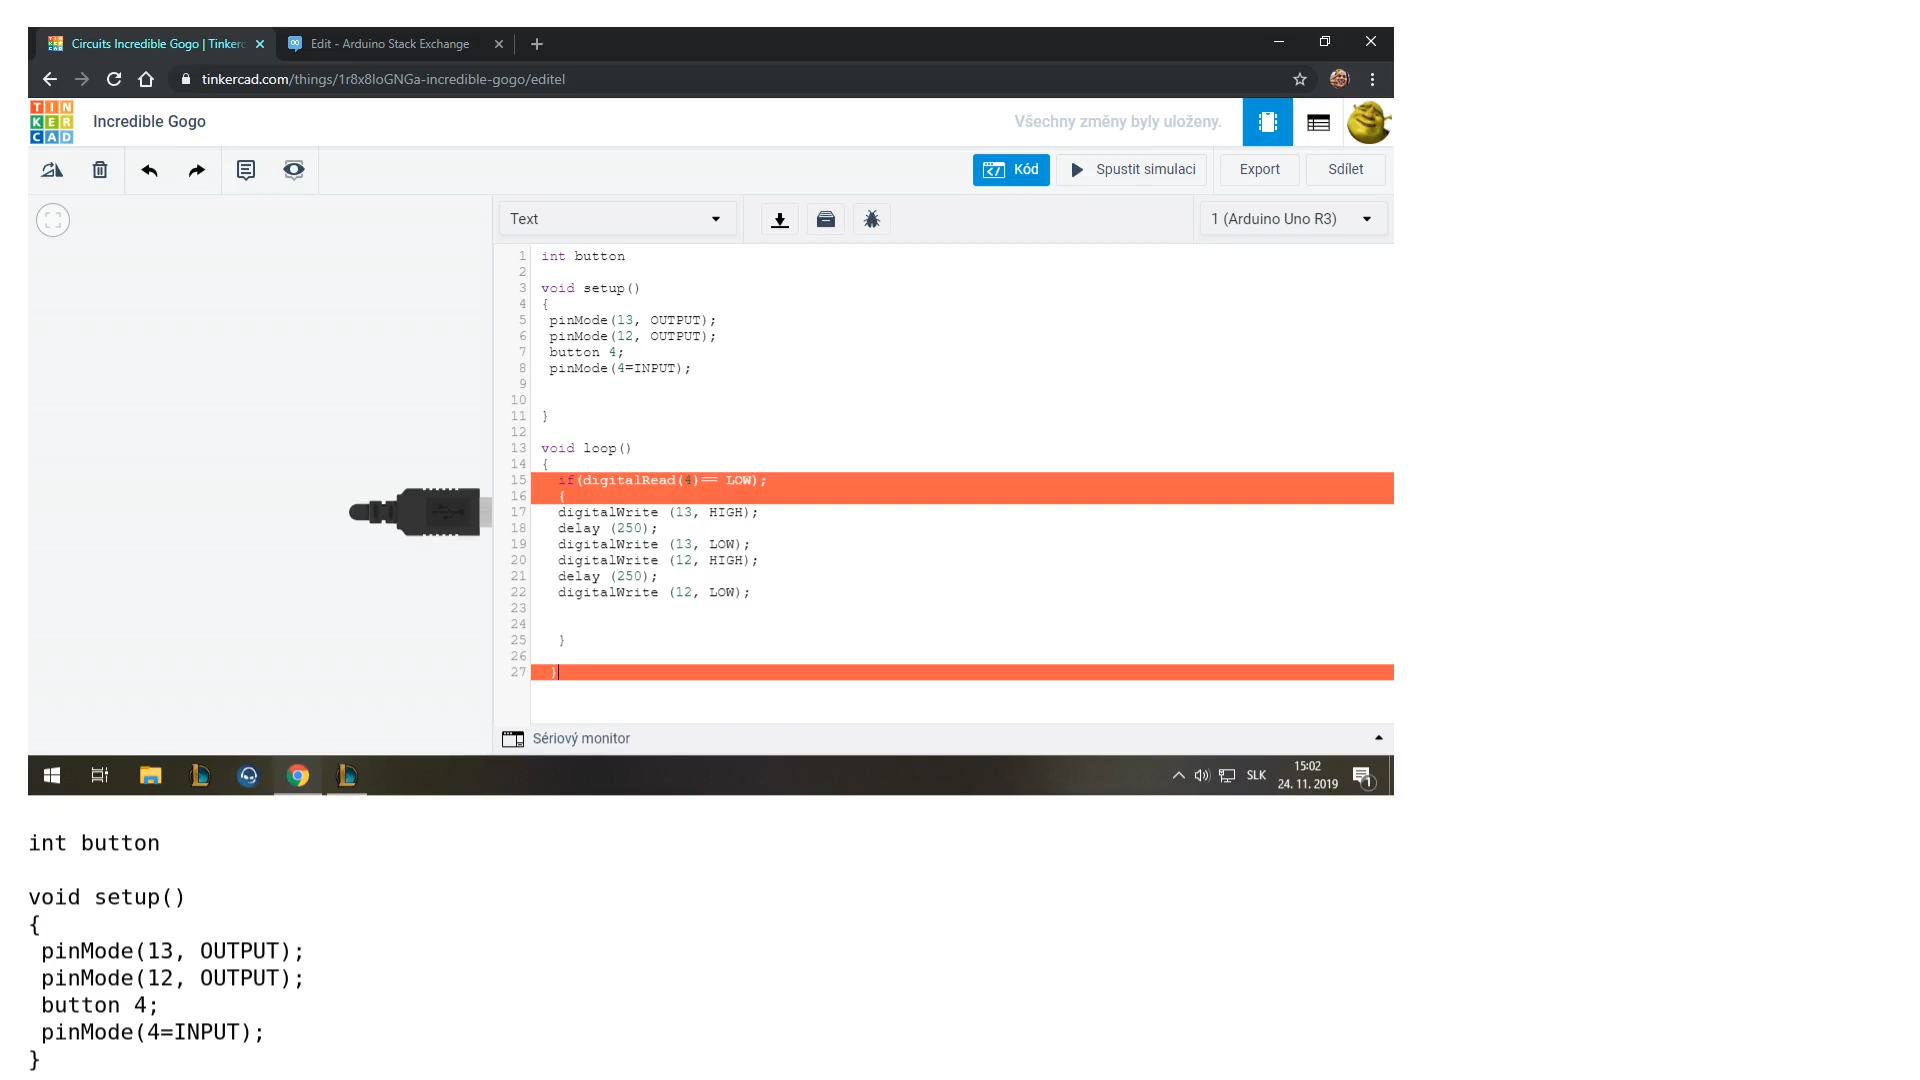 Circuits Incredible Gogo | Tinkerc
Edit - Arduino Stack Exchange
tinkercad.com/things/1r8x8IoGNGa-incredible-gogo/editel
TIN
KER
CAD
Incredible Gogo
Všechny změny byly uloženy.
Kód
Spustit simulaci
Export
Sdílet
Text
1 (Arduino Uno R3)
1 int button
2
3 void setup()
4 {
5 pinMode(13, OUTPUT);
6 pinMode(12, OUTPUT);
7 button 4;
8 pinMode(4=INPUT);
9
10
11 }
12
13 void loop()
14 {
15 if(digitalRead(4)== LOW);
16 {
17 digitalWrite (13, HIGH);
18 delay (250);
19 digitalWrite (13, LOW);
20 digitalWrite (12, HIGH);
21 delay (250);
22 digitalWrite (12, LOW);
23
24
25 }
26
27 }
Sériový monitor
SLK
15:02
24. 11. 2019
1
int button
void setup()
{
pinMode(13, OUTPUT);
pinMode(12, OUTPUT);
button 4;
pinMode(4=INPUT);
}